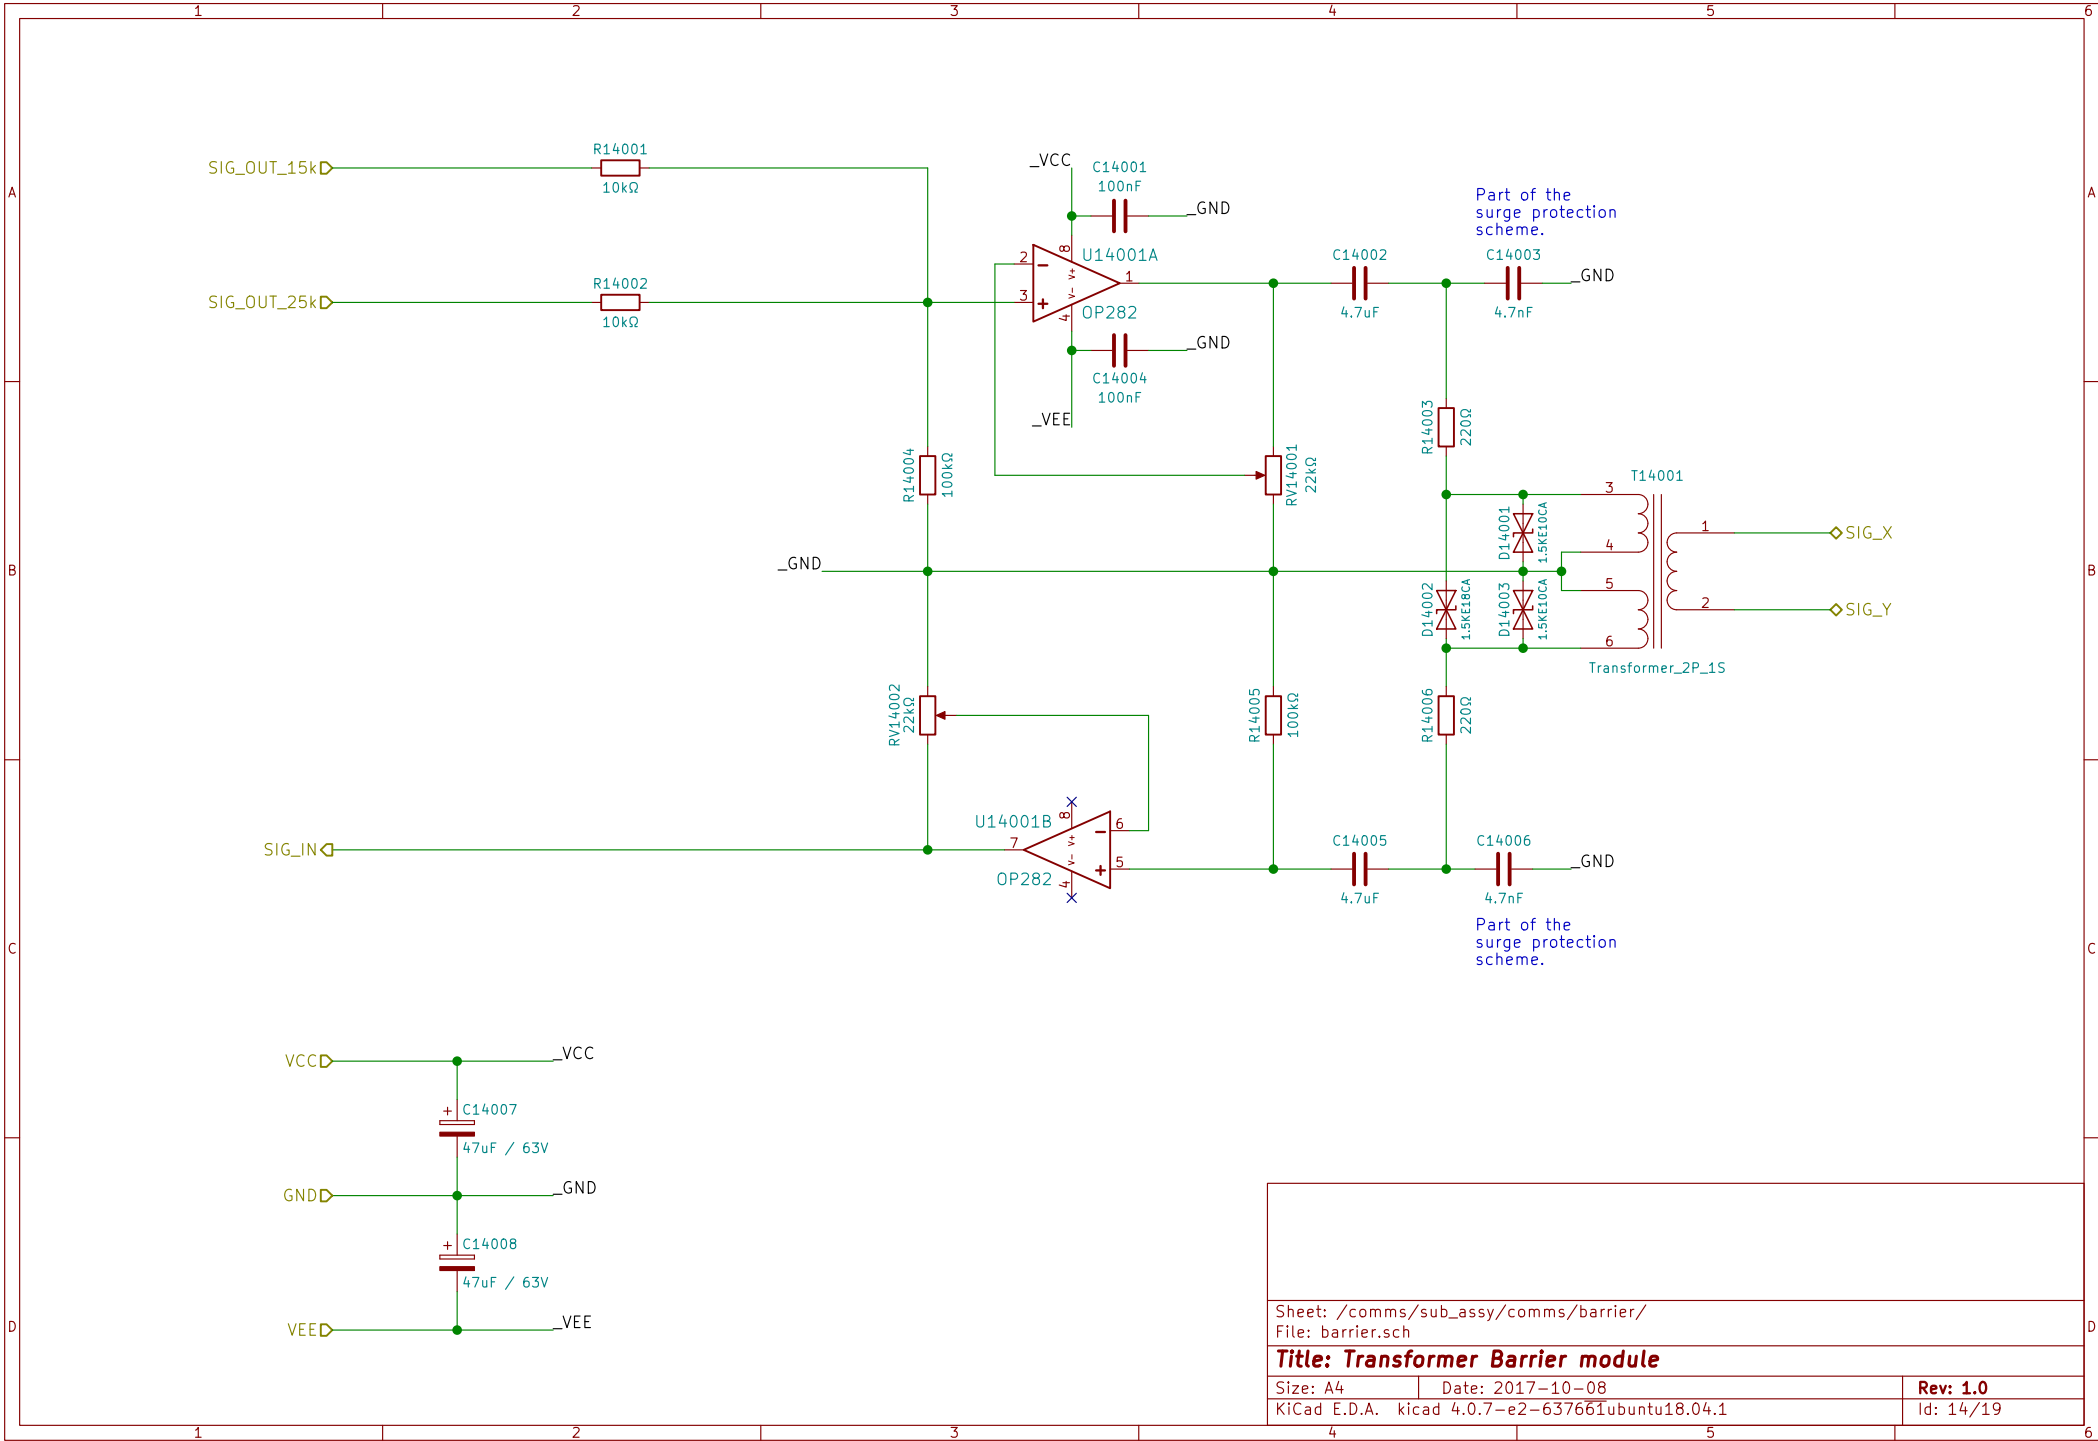 1 2 3 4 5 6
A
B
C
D
A
B
C
D
1 2 3 4 5 6
SIG_OUT_15k
R14001
10kΩ
SIG_OUT_25k
R14002
10kΩ
_VCC
C14001
100nF
_GND
2
3
8
V+
V-
4
1
U14001A
OP282
_GND
C14004
100nF
_VEE
Part of the
surge protection
scheme.
C14002
4.7uF
C14003
4.7nF
_GND
R14004
100kΩ
RV14001
22kΩ
R14003
220Ω
_GND
D14001
1.5KE10CA
D14002
1.5KE18CA
D14003
1.5KE10CA
T14001
3
4
5
6
1
2
Transformer_2P_1S
SIG_X
SIG_Y
RV14002
22kΩ
R14005
100kΩ
R14006
220Ω
SIG_IN
U14001B
OP282
7
8
V+
V-
4
6
5
C14005
4.7uF
C14006
4.7nF
_GND
Part of the
surge protection
scheme.
VCC
_VCC
+
C14007
47uF / 63V
GND
_GND
+
C14008
47uF / 63V
VEE
_VEE
Sheet: /comms/sub_assy/comms/barrier/
File: barrier.sch
Title: Transformer Barrier module
Size: A4 Date: 2017-10-08 Rev: 1.0
KiCad E.D.A. kicad 4.0.7-e2-637661ubuntu18.04.1 Id: 14/19